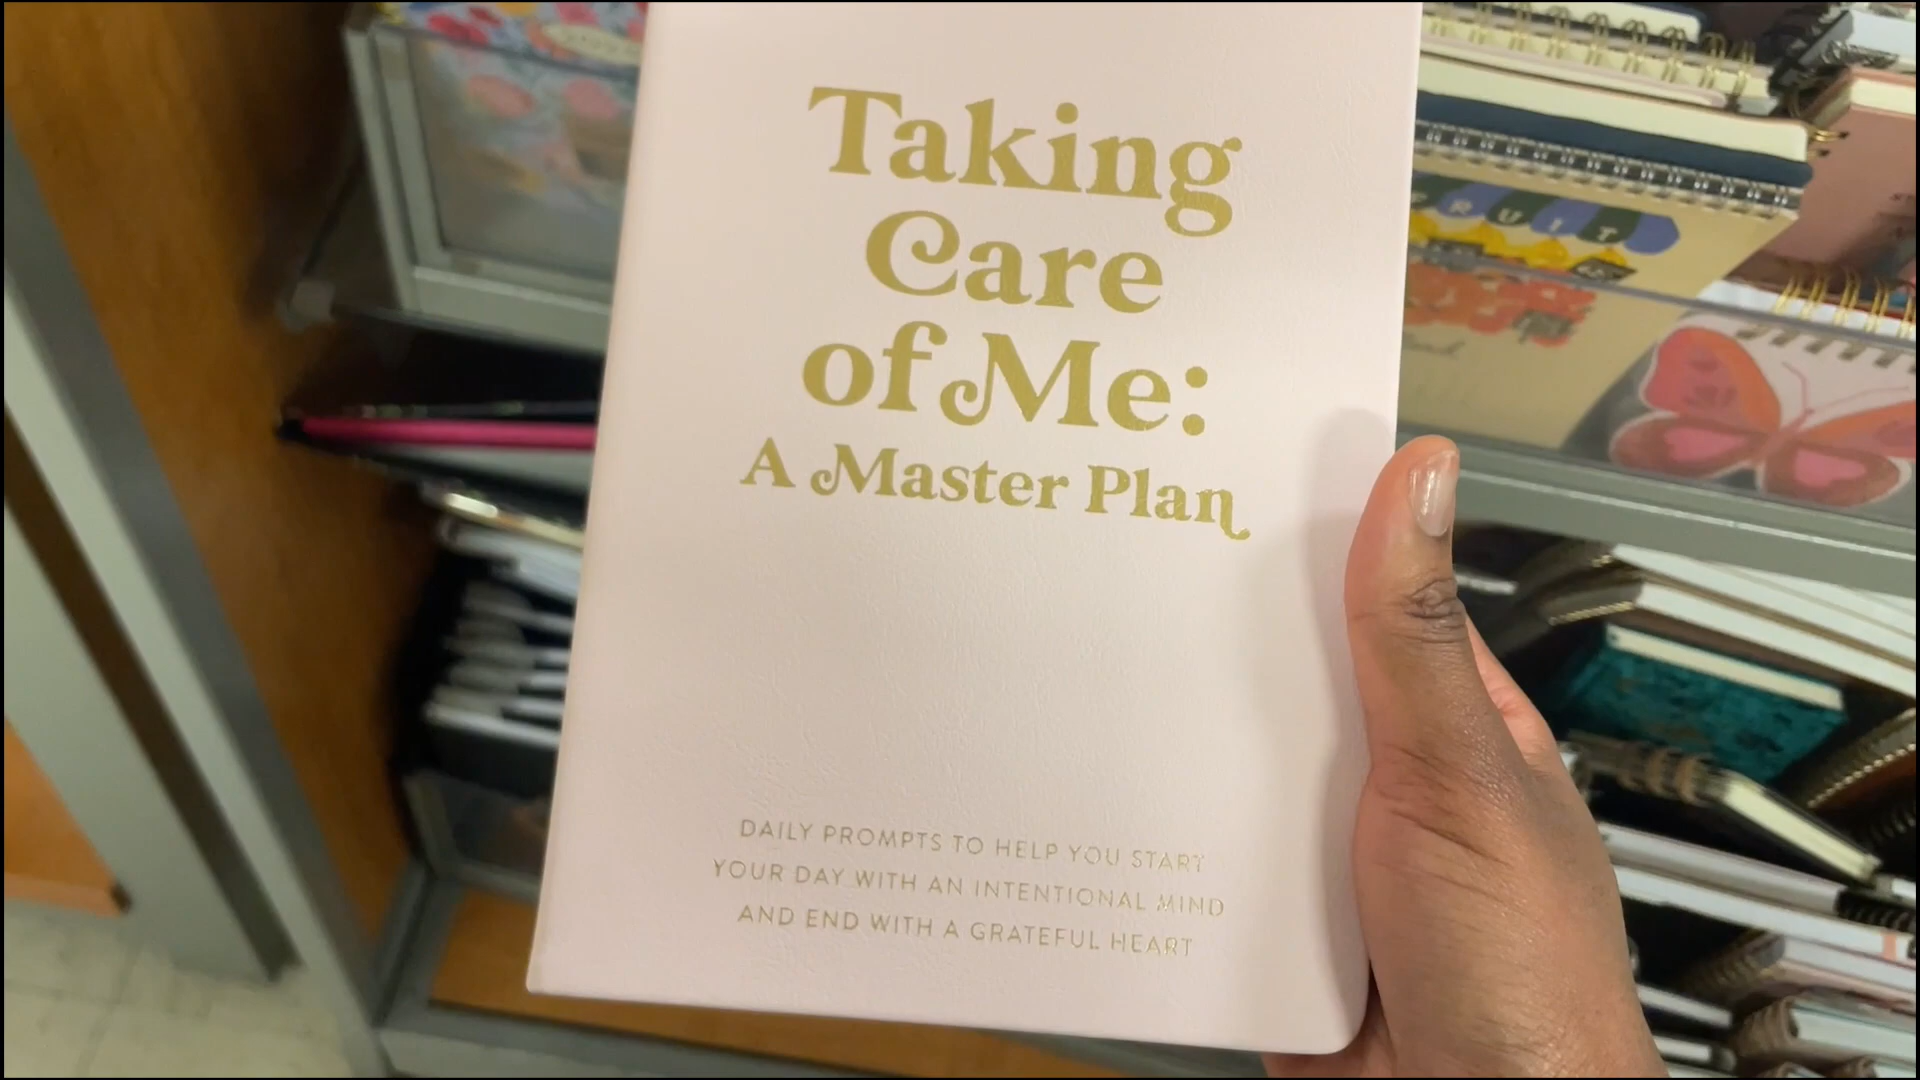 Taking
Care
of Me:
A Master Plan
DAILY PROMPTS TO HELP YOU START
YOUR DAY WITH AN INTENTIONAL MIND
AND END WITH A GRATEFUL HEART
FRUIT